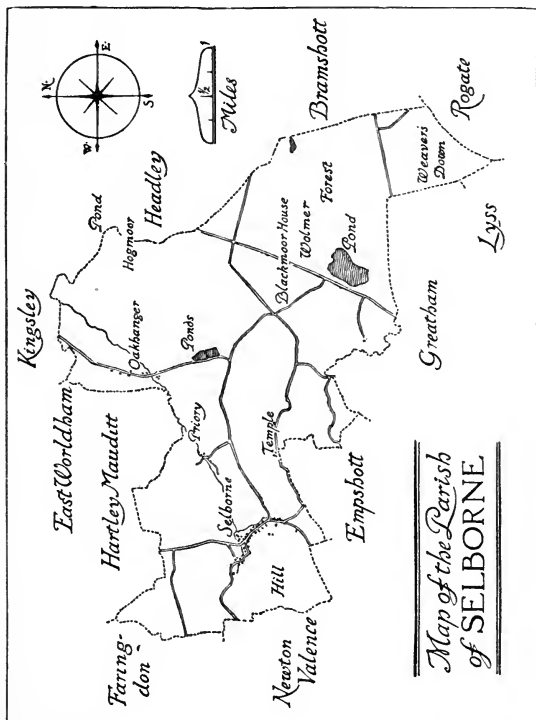 Map of the Parish
of SELBORNE
Faring-
don
Hartley Mauditt
East Worldham
Kingsley
Newton
Valence
Selborne
Hill
Priory
Oakhanger
Ponds
Pond
Hogmoor
Headley
Temple
Empshott
Blackmoor House
Wolmer
Forest
Pond
Greatham
Bramshott
Weavers
Down
Lyss
Rogate
N
W
E
S
½
1
Miles